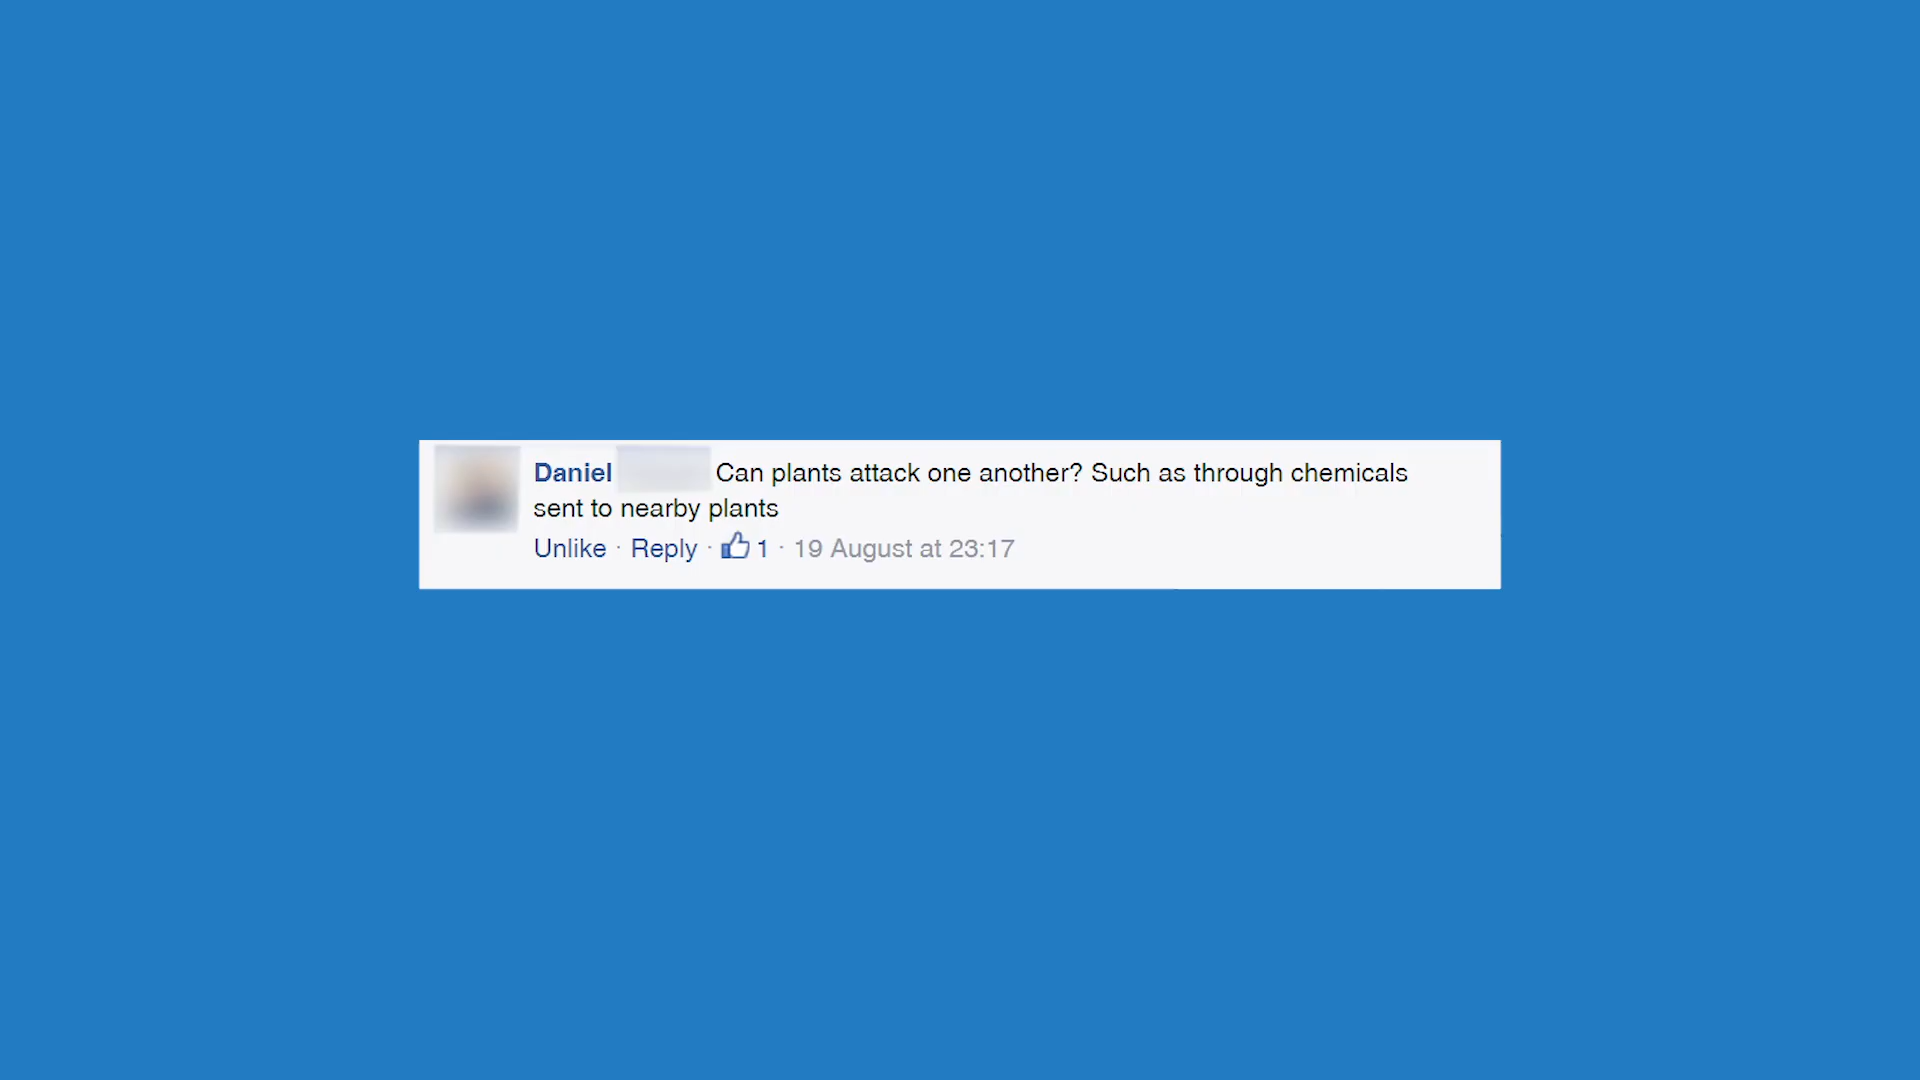 Daniel Can plants attack one another? Such as through chemicals
sent to nearby plants
Unlike · Reply · 1 · 19 August at 23:17